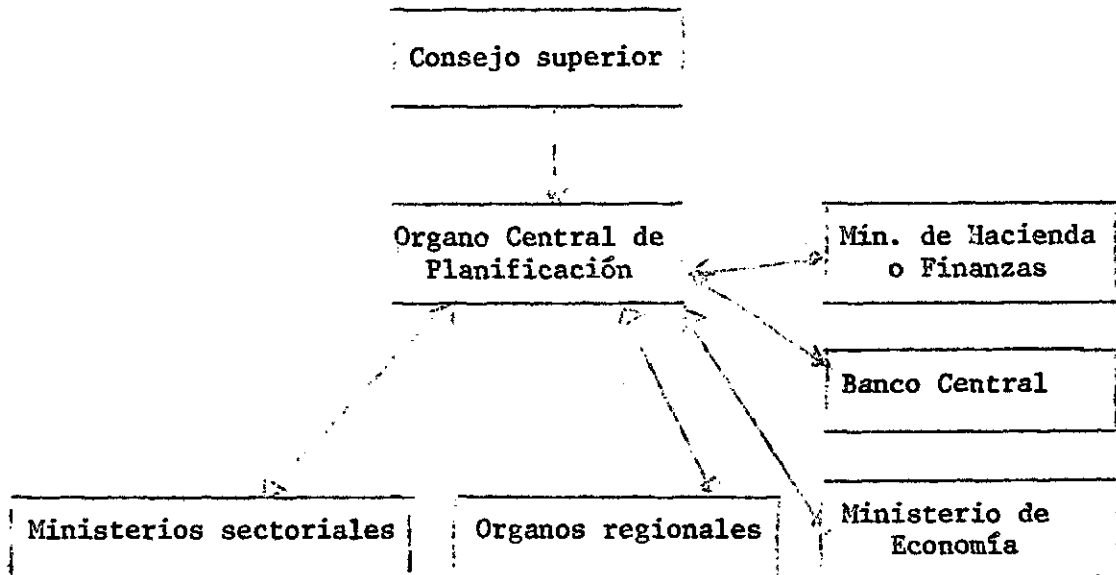 Consejo superior
Organo Central de
Planificación
Min. de Hacienda
o Finanzas
Banco Central
Ministerios sectoriales
Organos regionales
Ministerio de
Economía